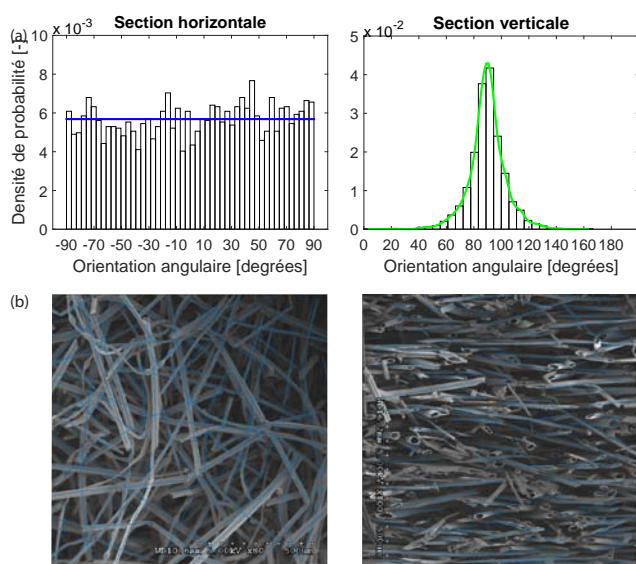 (a)
× 10⁻³
Section horizontale
Densité de probabilité [-]
10
8
6
4
2
0
-90 -70 -50 -30 -10 10 30 50 70 90
Orientation angulaire [degrées]
× 10⁻²
Section verticale
5
4
3
2
1
0
0 20 40 60 80 100 120 140 160 180
Orientation angulaire [degrées]
(b)
500µm